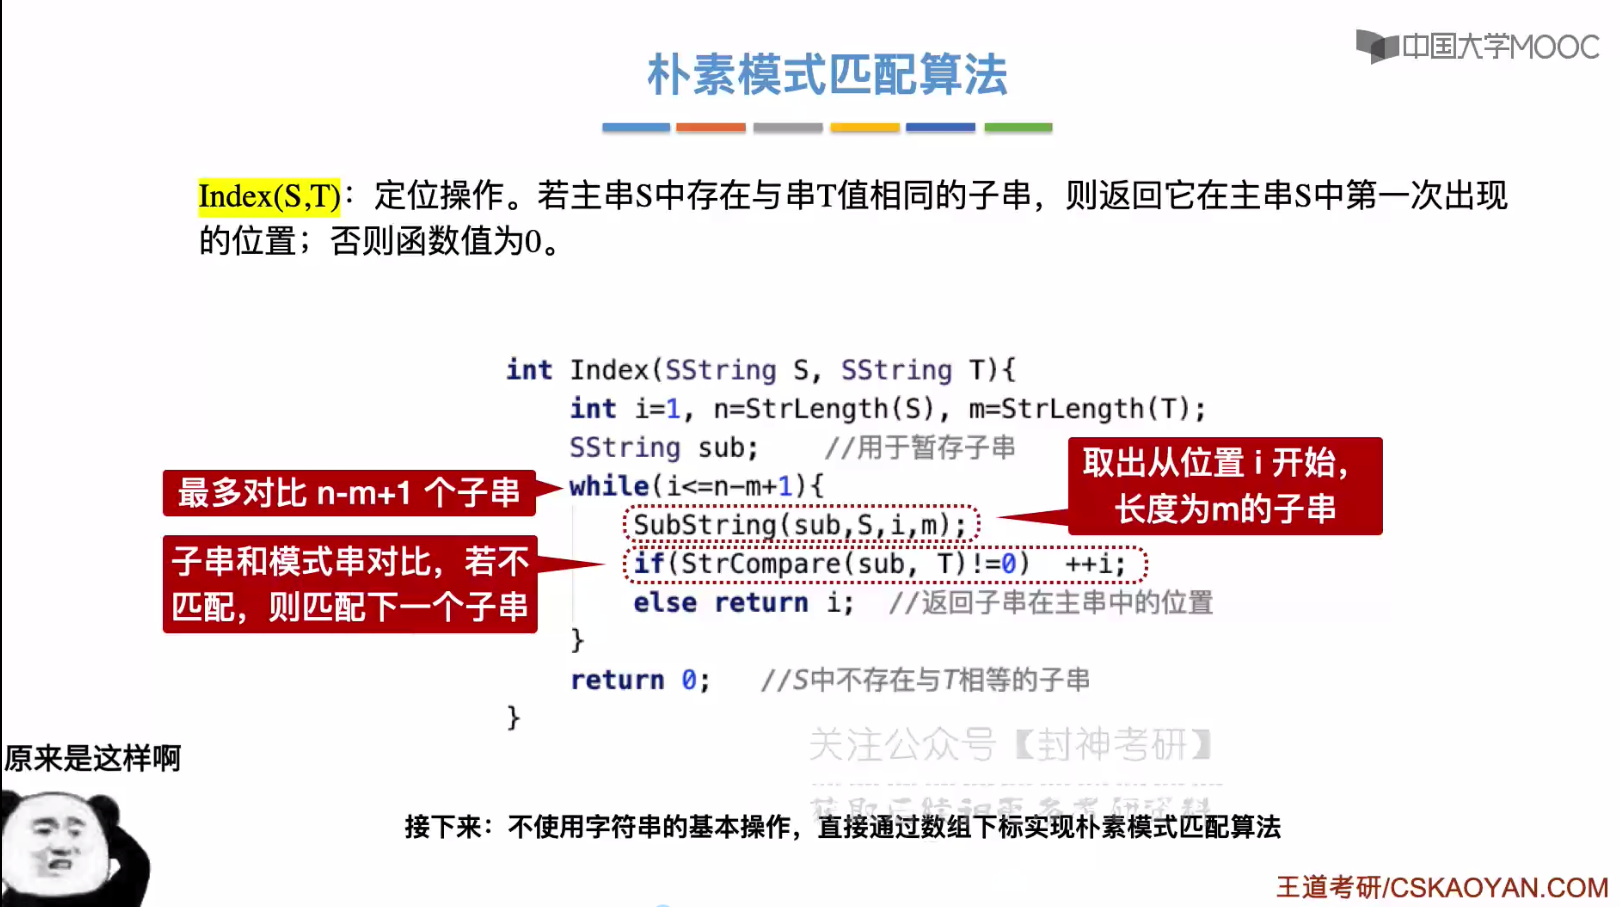 中国大学MOOC
朴素模式匹配算法
Index(S,T)：定位操作。若主串S中存在与串T值相同的子串，则返回它在主串S中第一次出现
的位置；否则函数值为0。
int Index(SString S, SString T){
int i=1, n=StrLength(S), m=StrLength(T);
SString sub; //用于暂存子串
取出从位置 i 开始，
长度为m的子串
最多对比 n-m+1 个子串
while(i<=n-m+1){
SubString(sub,S,i,m);
子串和模式串对比，若不
匹配，则匹配下一个子串
if(StrCompare(sub, T)!=0) ++i;
else return i; //返回子串在主串中的位置
}
return 0; //S中不存在与T相等的子串
}
关注公众号【封神考研】
原来是这样啊
接下来：不使用字符串的基本操作，直接通过数组下标实现朴素模式匹配算法
王道考研/CSKAOYAN.COM